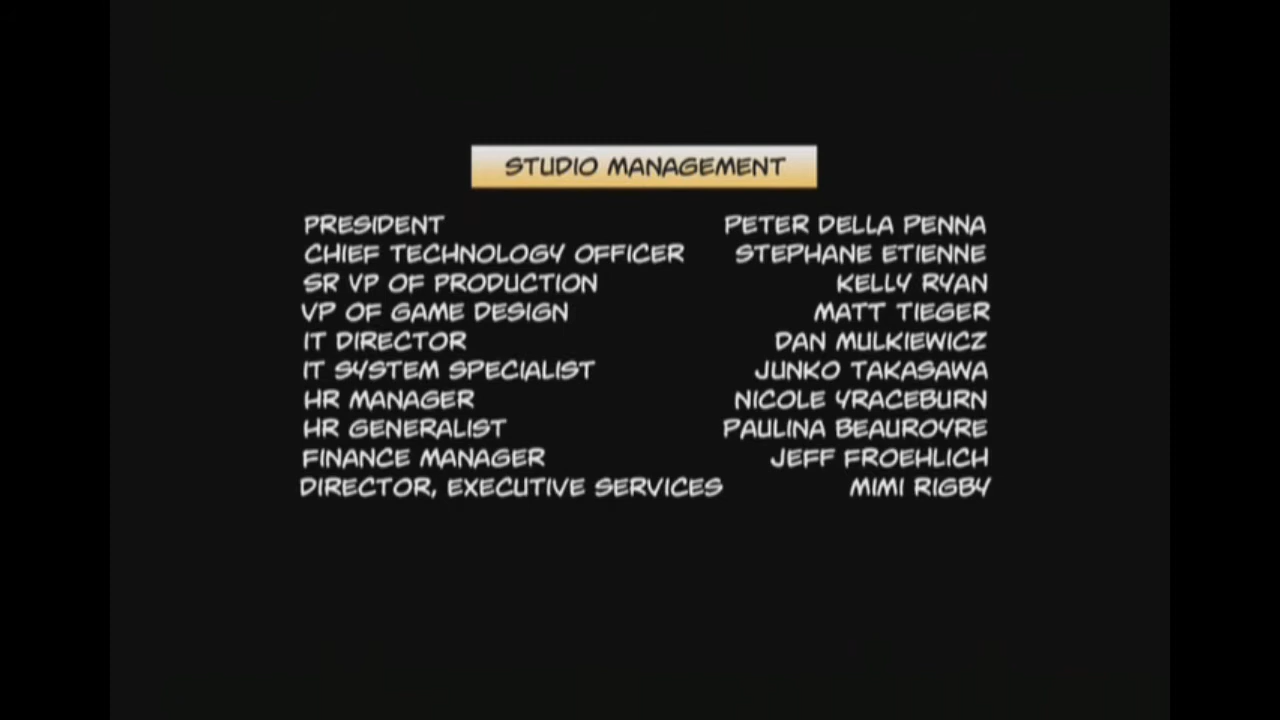 STUDIO MANAGEMENT
PRESIDENT PETER DELLA PENNA
CHIEF TECHNOLOGY OFFICER STEPHANE ETIENNE
SR VP OF PRODUCTION KELLY RYAN
VP OF GAME DESIGN MATT TIEGER
IT DIRECTOR DAN MULKIEWICZ
IT SYSTEM SPECIALIST JUNKO TAKASAWA
HR MANAGER NICOLE YRACEBURN
HR GENERALIST PAULINA BEAUROYRE
FINANCE MANAGER JEFF FROEHLICH
DIRECTOR, EXECUTIVE SERVICES MIMI RIGBY